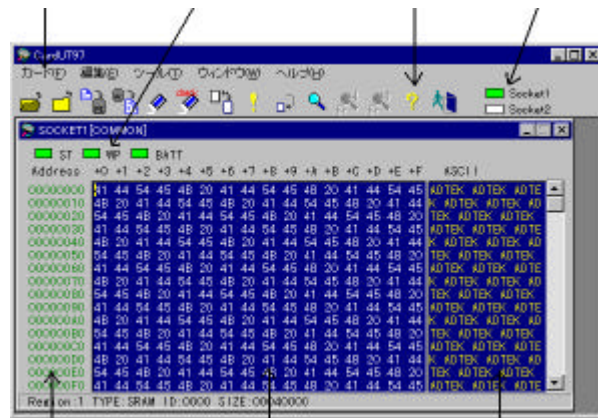 CardUT97
カード(F) 編集(E) ツール(T) ウィンドウ(W) ヘルプ(H)
Socket1
Socket2
SOCKET1 [COMMON]
ST WP BATT
Address +0 +1 +2 +3 +4 +5 +6 +7 +8 +9 +A +B +C +D +E +F ASCII
00000000 41 44 54 45 4B 20 41 44 54 45 4B 20 41 44 54 45 ADTEK ADTEK ADTE
00000010 4B 20 41 44 54 45 4B 20 41 44 54 45 4B 20 41 44 K ADTEK ADTEK AD
00000020 54 45 4B 20 41 44 54 45 4B 20 41 44 54 45 4B 20 TEK ADTEK ADTEK
00000030 41 44 54 45 4B 20 41 44 54 45 4B 20 41 44 54 45 ADTEK ADTEK ADTE
00000040 4B 20 41 44 54 45 4B 20 41 44 54 45 4B 20 41 44 K ADTEK ADTEK AD
00000050 54 45 4B 20 41 44 54 45 4B 20 41 44 54 45 4B 20 TEK ADTEK ADTEK
00000060 41 44 54 45 4B 20 41 44 54 45 4B 20 41 44 54 45 ADTEK ADTEK ADTE
00000070 4B 20 41 44 54 45 4B 20 41 44 54 45 4B 20 41 44 K ADTEK ADTEK AD
00000080 54 45 4B 20 41 44 54 45 4B 20 41 44 54 45 4B 20 TEK ADTEK ADTEK
00000090 41 44 54 45 4B 20 41 44 54 45 4B 20 41 44 54 45 ADTEK ADTEK ADTE
000000A0 4B 20 41 44 54 45 4B 20 41 44 54 45 4B 20 41 44 K ADTEK ADTEK AD
000000B0 54 45 4B 20 41 44 54 45 4B 20 41 44 54 45 4B 20 TEK ADTEK ADTEK
000000C0 41 44 54 45 4B 20 41 44 54 45 4B 20 41 44 54 45 ADTEK ADTEK ADTE
000000D0 4B 20 41 44 54 45 4B 20 41 44 54 45 4B 20 41 44 K ADTEK ADTEK AD
000000E0 54 45 4B 20 41 44 54 45 4B 20 41 44 54 45 4B 20 TEK ADTEK ADTEK
000000F0 41 44 54 45 4B 20 41 44 54 45 4B 20 41 44 54 45 ADTEK ADTEK ADTE
Region:1 TYPE:SRAM ID:0000 SIZE:00040000